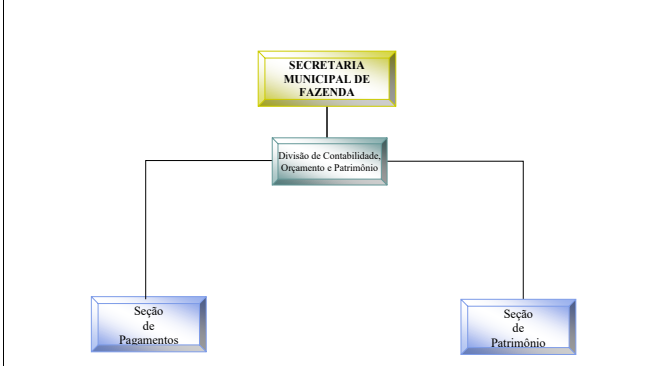 SECRETARIA
MUNICIPAL DE
FAZENDA
Divisão de Contabilidade,
Orçamento e Patrimônio
Seção
de
Pagamentos
Seção
de
Patrimônio